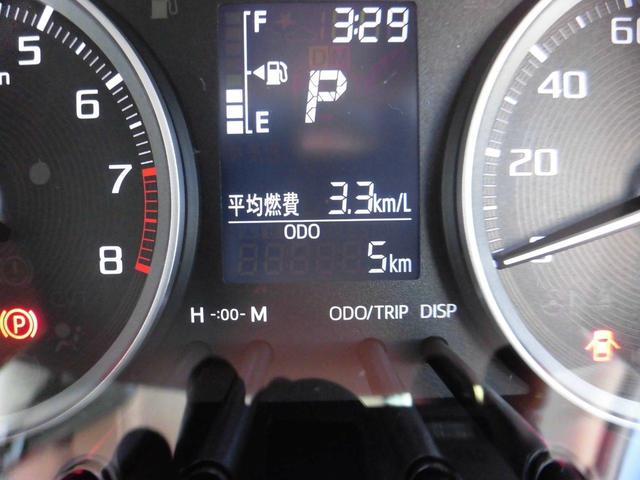 F 3:29
E
P
平均燃費 3.3km/L
ODO
5km
H -:00- M ODO/TRIP DISP
5
6
7
8
60
40
20
(P)